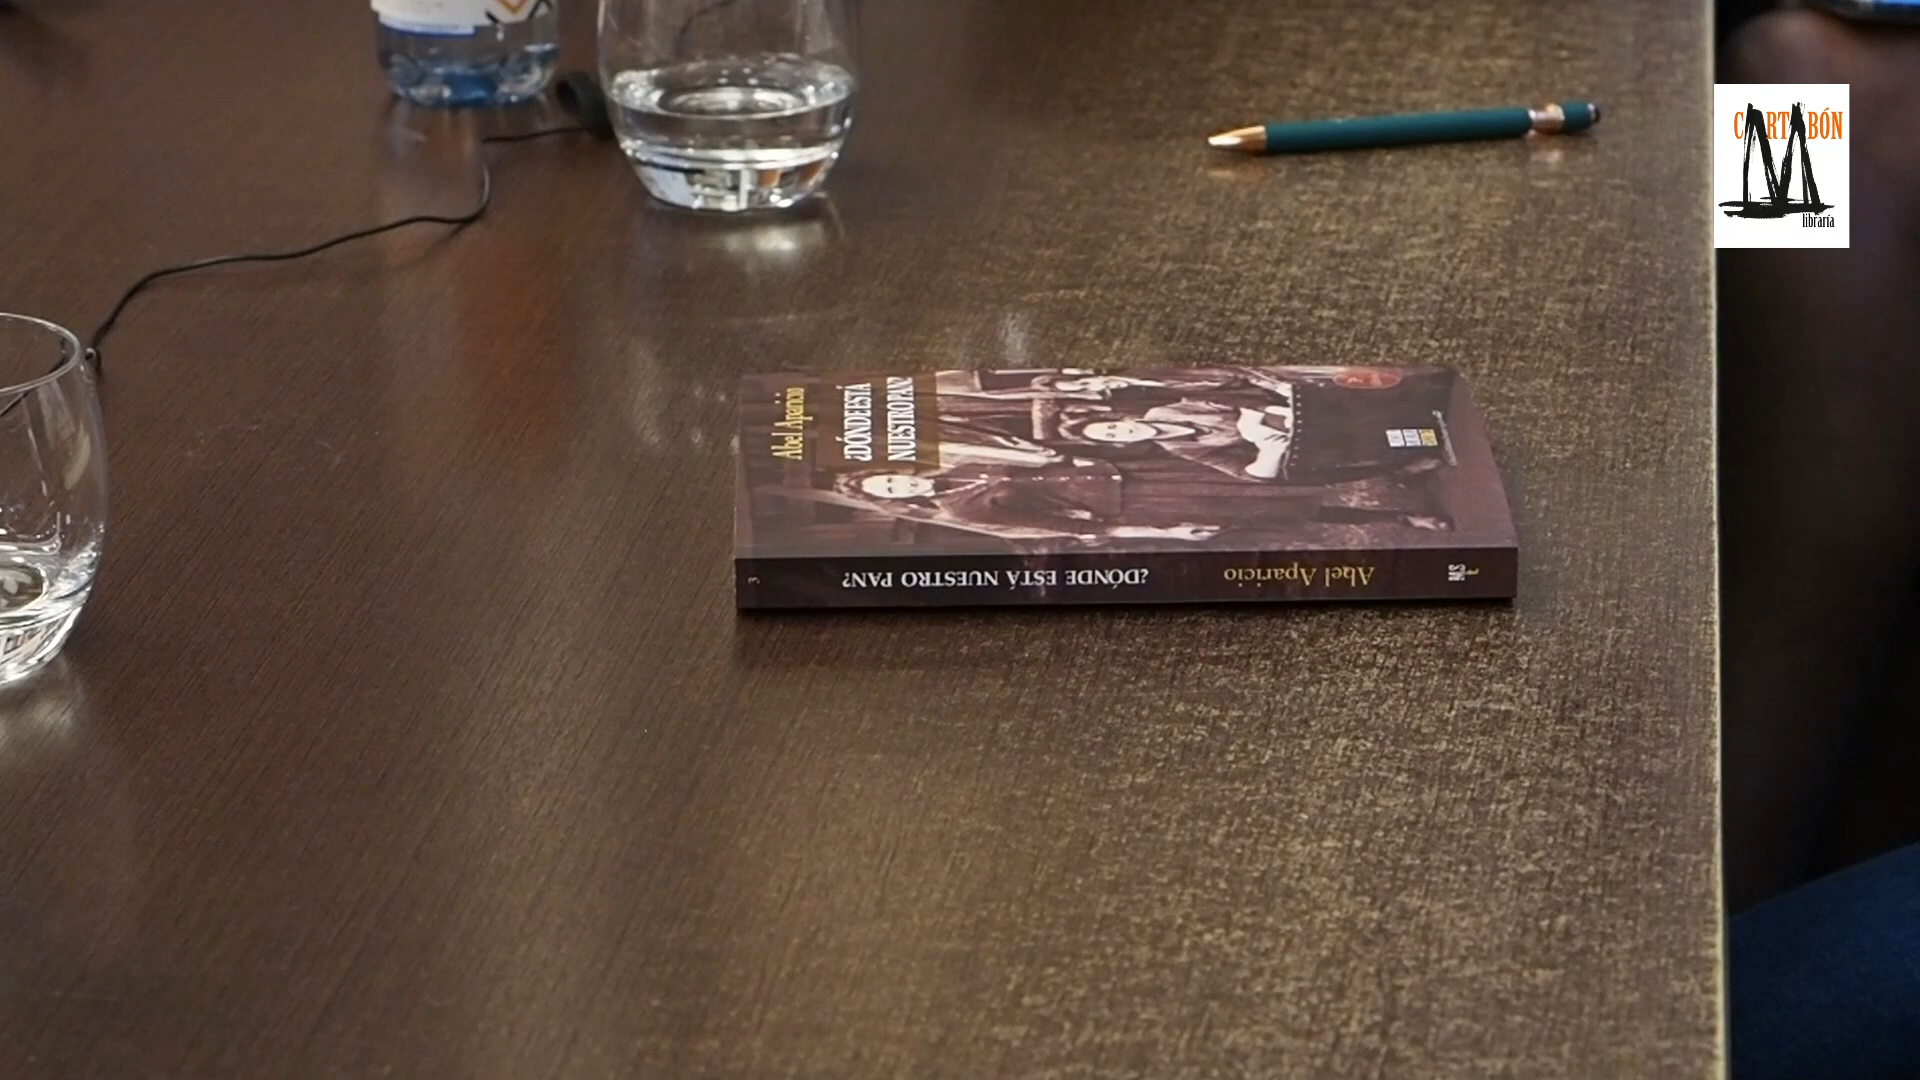 CARTABÓN
libraría
Abel Aparicio
¿DÓNDE ESTÁ
NUESTRO PAN?
¿DÓNDE ESTÁ NUESTRO PAN?
Abel Aparicio